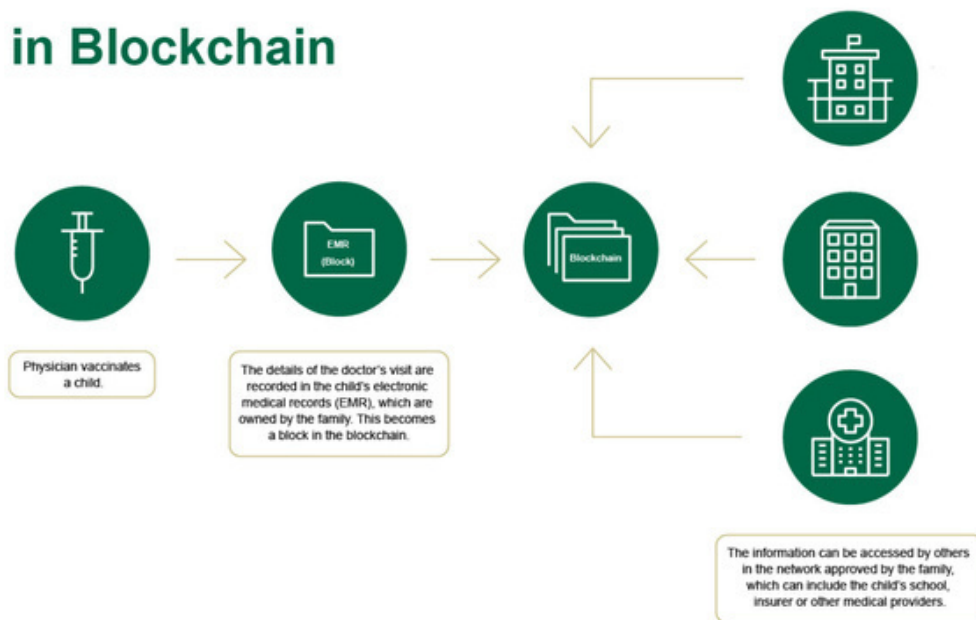 in Blockchain
EMR
(Block)
Blockchain
Physician vaccinates
a child.
The details of the doctor's visit are
recorded in the child's electronic
medical records (EMR), which are
owned by the family. This becomes
a block in the blockchain.
The information can be accessed by others
in the network approved by the family,
which can include the child's school,
insurer or other medical providers.